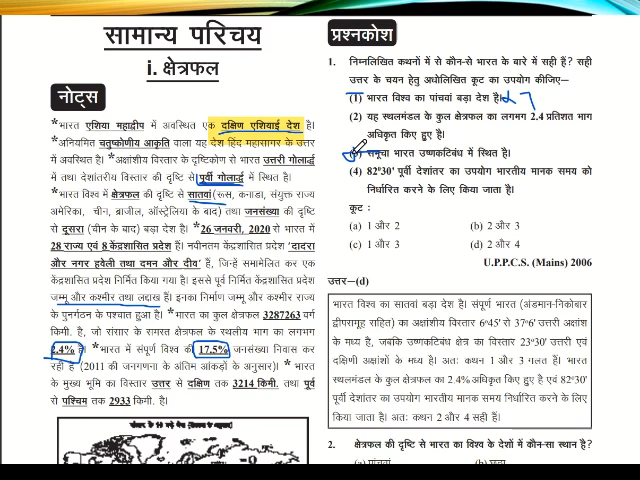 सामान्य परिचय
i. क्षेत्रफल
नोट्स
*भारत एशिया महाद्वीप में अवस्थित एक दक्षिण एशियाई देश है।
*अनियमित चतुष्कोणीय आकृति वाला यह देश हिंद महासागर के उत्तर
में अवस्थित है। *अक्षांशीय विस्तार के दृष्टिकोण से भारत उत्तरी गोलार्द्ध
में तथा देशांतरीय विस्तार की दृष्टि से पूर्वी गोलार्द्ध में स्थित है।
*भारत विश्व में क्षेत्रफल की दृष्टि से सातवां (रूस, कनाडा, संयुक्त राज्य
अमेरिका, चीन, ब्राजील, ऑस्ट्रेलिया के बाद) तथा जनसंख्या की दृष्टि
से दूसरा (चीन के बाद) बड़ा देश है। *26 जनवरी, 2020 से भारत में
28 राज्य एवं 8 केंद्रशासित प्रदेश हैं। नवीनतम केंद्रशासित प्रदेश 'दादरा
और नगर हवेली तथा दमन और दीव' हैं, जिन्हें समामेलित कर एक
केंद्रशासित प्रदेश निर्मित किया गया है। इससे पूर्व निर्मित केंद्रशासित प्रदेश
जम्मू और कश्मीर तथा लद्दाख हैं। इनका निर्माण जम्मू और कश्मीर राज्य
के पुनर्गठन के पश्चात हुआ है। *भारत का कुल क्षेत्रफल 3287263 वर्ग
किमी. है, जो संसार के समस्त क्षेत्रफल के स्थलीय भाग का लगभग
2.4% है। *भारत में संपूर्ण विश्व की 17.5% जनसंख्या निवास कर
रही है (2011 की जनगणना के अंतिम आंकड़ों के अनुसार)। *भारत
के मुख्य भूमि का विस्तार उत्तर से दक्षिण तक 3214 किमी. तथा पूर्व
से पश्चिम तक 2933 किमी. है।
संसार के 10 बड़े देश (क्षेत्रफल में)
प्रश्नकोश
1. निम्नलिखित कथनों में से कौन-से भारत के बारे में सही हैं? सही
उत्तर के चयन हेतु अधोलिखित कूट का उपयोग कीजिए–
(1) भारत विश्व का पांचवां बड़ा देश है। 7
(2) यह स्थलमंडल के कुल क्षेत्रफल का लगभग 2.4 प्रतिशत भाग
अधिकृत किए हुए है।
(3) समूचा भारत उष्णकटिबंध में स्थित है।
(4) 82°30' पूर्वी देशांतर का उपयोग भारतीय मानक समय को
निर्धारित करने के लिए किया जाता है।
कूट :
(a) 1 और 2 (b) 2 और 3
(c) 1 और 3 (d) 2 और 4
U.P.P.C.S. (Mains) 2006
उत्तर-(d)
भारत विश्व का सातवां बड़ा देश है। संपूर्ण भारत (अंडमान-निकोबार
द्वीपसमूह सहित) का अक्षांशीय विस्तार 6°45' से 37°6' उत्तरी अक्षांश
के मध्य है, जबकि उष्णकटिबंध क्षेत्र का विस्तार 23°30' उत्तरी एवं
दक्षिणी अक्षांशों के मध्य है। अतः कथन 1 और 3 गलत हैं। भारत
स्थलमंडल के कुल क्षेत्रफल का 2.4% अधिकृत किए हुए है एवं 82°30'
पूर्वी देशांतर का उपयोग भारतीय मानक समय निर्धारित करने के लिए
किया जाता है। अतः कथन 2 और 4 सही हैं।
2. क्षेत्रफल की दृष्टि से भारत का विश्व के देशों में कौन-सा स्थान है?
(a) पांचवां (b) छठा